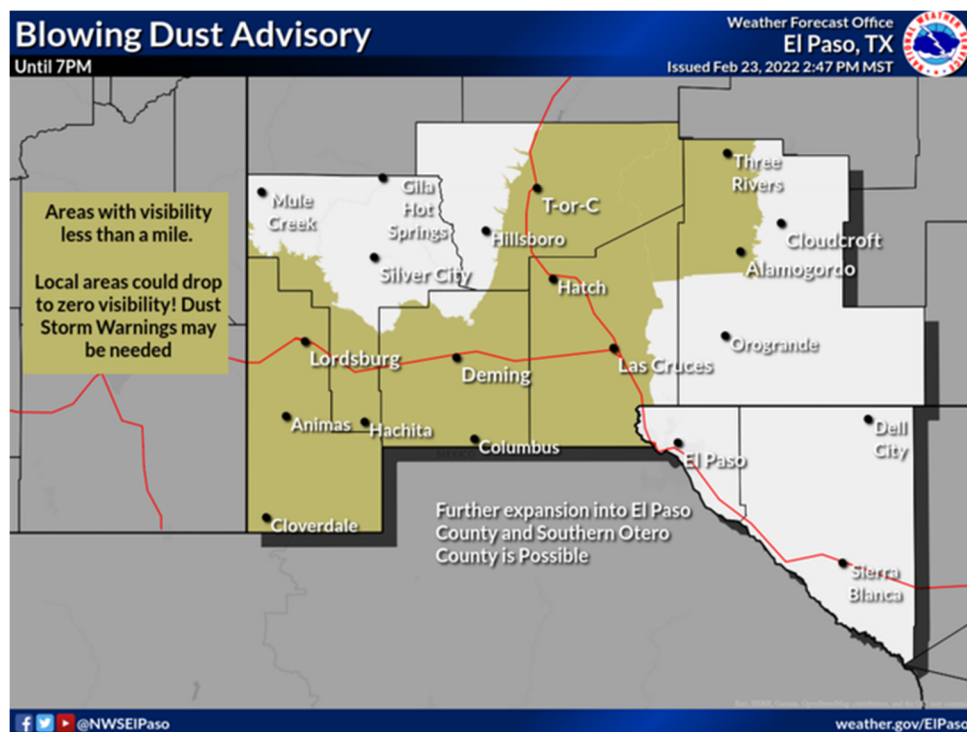 Blowing Dust Advisory
Until 7PM
Weather Forecast Office
El Paso, TX
Issued Feb 23, 2022 2:47 PM MST
NATIONAL WEATHER SERVICE
Areas with visibility
less than a mile.
Local areas could drop
to zero visibility! Dust
Storm Warnings may
be needed
Mule
Creek
Gila
Hot
Springs
Silver City
Hillsboro
T-or-C
Three
Rivers
Cloudcroft
Alamogordo
Hatch
Orogrande
Lordsburg
Deming
Las Cruces
Animas
Hachita
Columbus
Dell
City
El Paso
MEXICO
Cloverdale
Further expansion into El Paso
County and Southern Otero
County is Possible
Sierra
Blanca
@NWSElPaso
weather.gov/ElPaso